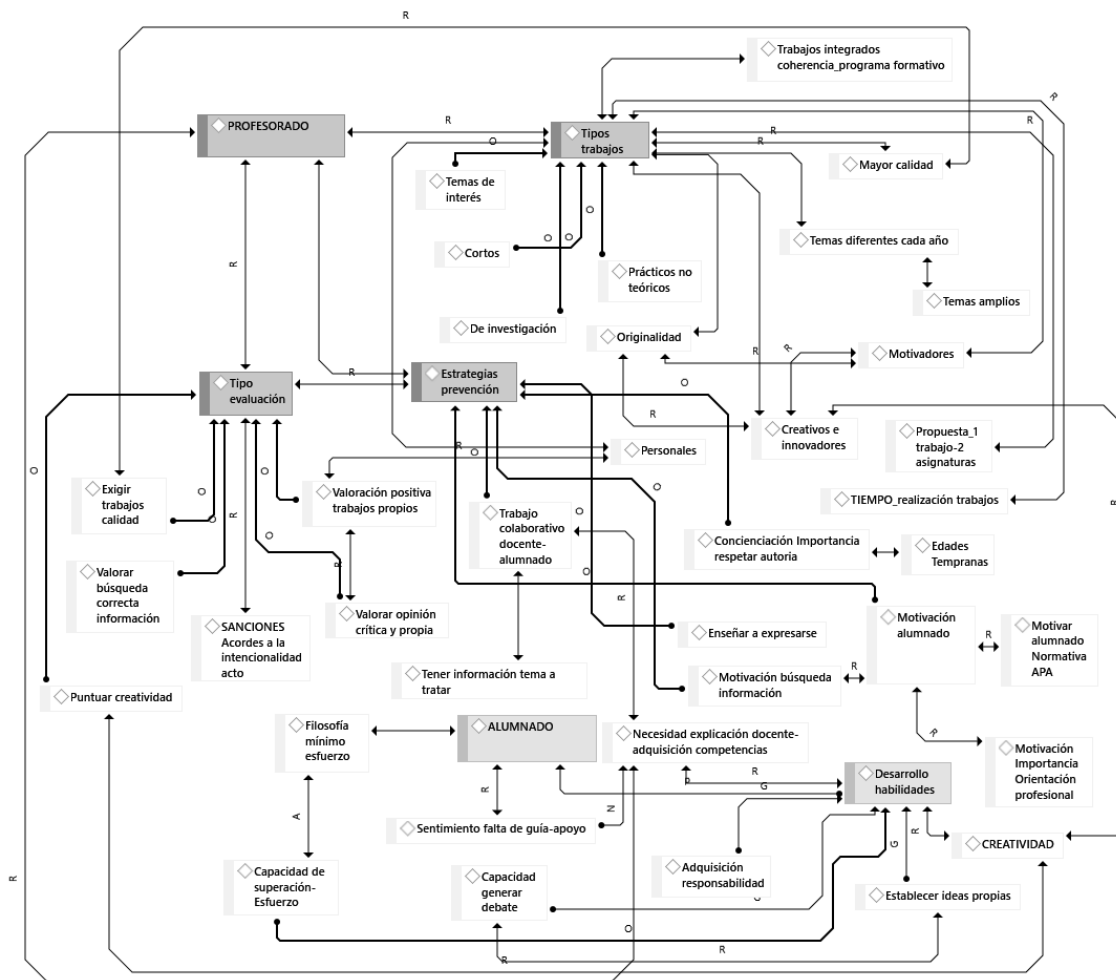 R
Trabajos integrados
coherencia_programa formativo
R
PROFESORADO
R
Tipos
trabajos
O
R
R
R
Mayor calidad
Temas de
interés
O
Temas diferentes cada año
Cortos
O
O
Prácticos no
teóricos
R
Temas amplios
De investigación
Originalidad
R
R
Motivadores
Tipo
evaluación
R
Estrategias
prevención
O
R
Creativos e
innovadores
Propuesta_1
trabajo-2
asignaturas
R
O
Personales
O
O
Exigir
trabajos
calidad
O
O
R
Valoración positiva
trabajos propios
Trabajo
colaborativo
docente-
alumnado
O
O
TIEMPO_realización trabajos
R
O
O
R
Concienciación Importancia
respetar autoria
Edades
Tempranas
Valorar
búsqueda
correcta
información
O
R
SANCIONES
Acordes a la
intencionalidad
acto
Valorar opinión
crítica y propia
Enseñar a expresarse
Motivación
alumnado
R
Motivar
alumnado
Normativa
APA
Tener información tema a
tratar
Motivación búsqueda
información
R
Puntuar creatividad
Filosofía
mínimo
esfuerzo
ALUMNADO
Necesidad explicación docente-
adquisición competencias
R
Motivación
Importancia
Orientación
profesional
R
R
G
Desarrollo
habilidades
A
N
Sentimiento falta de guía-apoyo
G
R
CREATIVIDAD
R
Capacidad de
superación-
Esfuerzo
Capacidad
generar
debate
Adquisición
responsabilidad
G
Establecer ideas propias
O
R
R